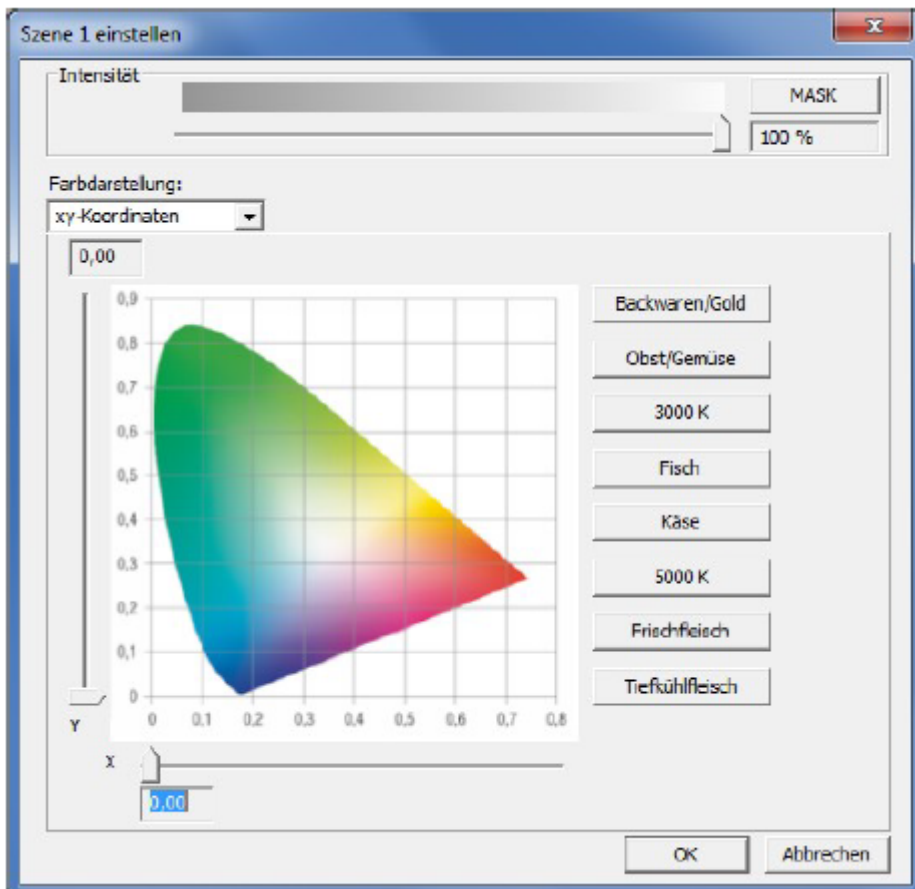 Szene 1 einstellen
Intensität
MASK
100 %
Farbdarstellung:
xy-Koordinaten
0,00
0,9
0,8
0,7
0,6
0,5
0,4
0,3
0,2
0,1
0
0 0,1 0,2 0,3 0,4 0,5 0,6 0,7 0,8
Y
X
0,00
Backwaren/Gold
Obst/Gemüse
3000 K
Fisch
Käse
5000 K
Frischfleisch
Tiefkühlfleisch
OK
Abbrechen